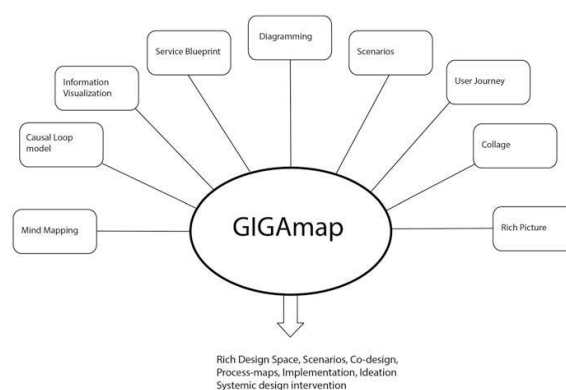 Diagramming
Service Blueprint
Scenarios
Information
Visualization
User Journey
Causal Loop
model
Collage
Mind Mapping
GIGAmap
Rich Picture
Rich Design Space, Scenarios, Co-design,
Process-maps, Implementation, Ideation
Systemic design intervention